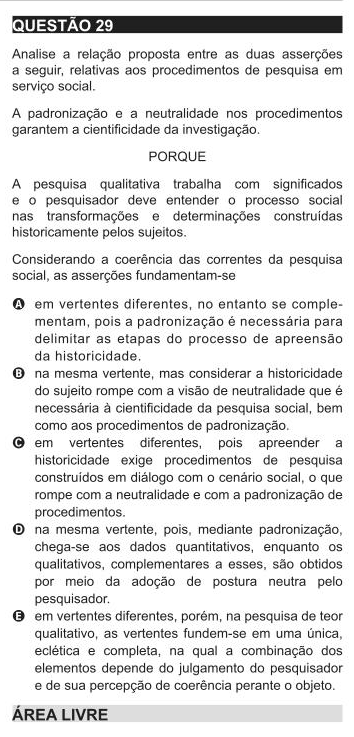 QUESTÃO 29
Analise a relação proposta entre as duas asserções
a seguir, relativas aos procedimentos de pesquisa em
serviço social.
A padronização e a neutralidade nos procedimentos
garantem a cientificidade da investigação.
PORQUE
A pesquisa qualitativa trabalha com significados
e o pesquisador deve entender o processo social
nas transformações e determinações construídas
historicamente pelos sujeitos.
Considerando a coerência das correntes da pesquisa
social, as asserções fundamentam-se
A em vertentes diferentes, no entanto se comple-
mentam, pois a padronização é necessária para
delimitar as etapas do processo de apreensão
da historicidade.
B na mesma vertente, mas considerar a historicidade
do sujeito rompe com a visão de neutralidade que é
necessária à cientificidade da pesquisa social, bem
como aos procedimentos de padronização.
C em vertentes diferentes, pois apreender a
historicidade exige procedimentos de pesquisa
construídos em diálogo com o cenário social, o que
rompe com a neutralidade e com a padronização de
procedimentos.
D na mesma vertente, pois, mediante padronização,
chega-se aos dados quantitativos, enquanto os
qualitativos, complementares a esses, são obtidos
por meio da adoção de postura neutra pelo
pesquisador.
E em vertentes diferentes, porém, na pesquisa de teor
qualitativo, as vertentes fundem-se em uma única,
eclética e completa, na qual a combinação dos
elementos depende do julgamento do pesquisador
e de sua percepção de coerência perante o objeto.
ÁREA LIVRE